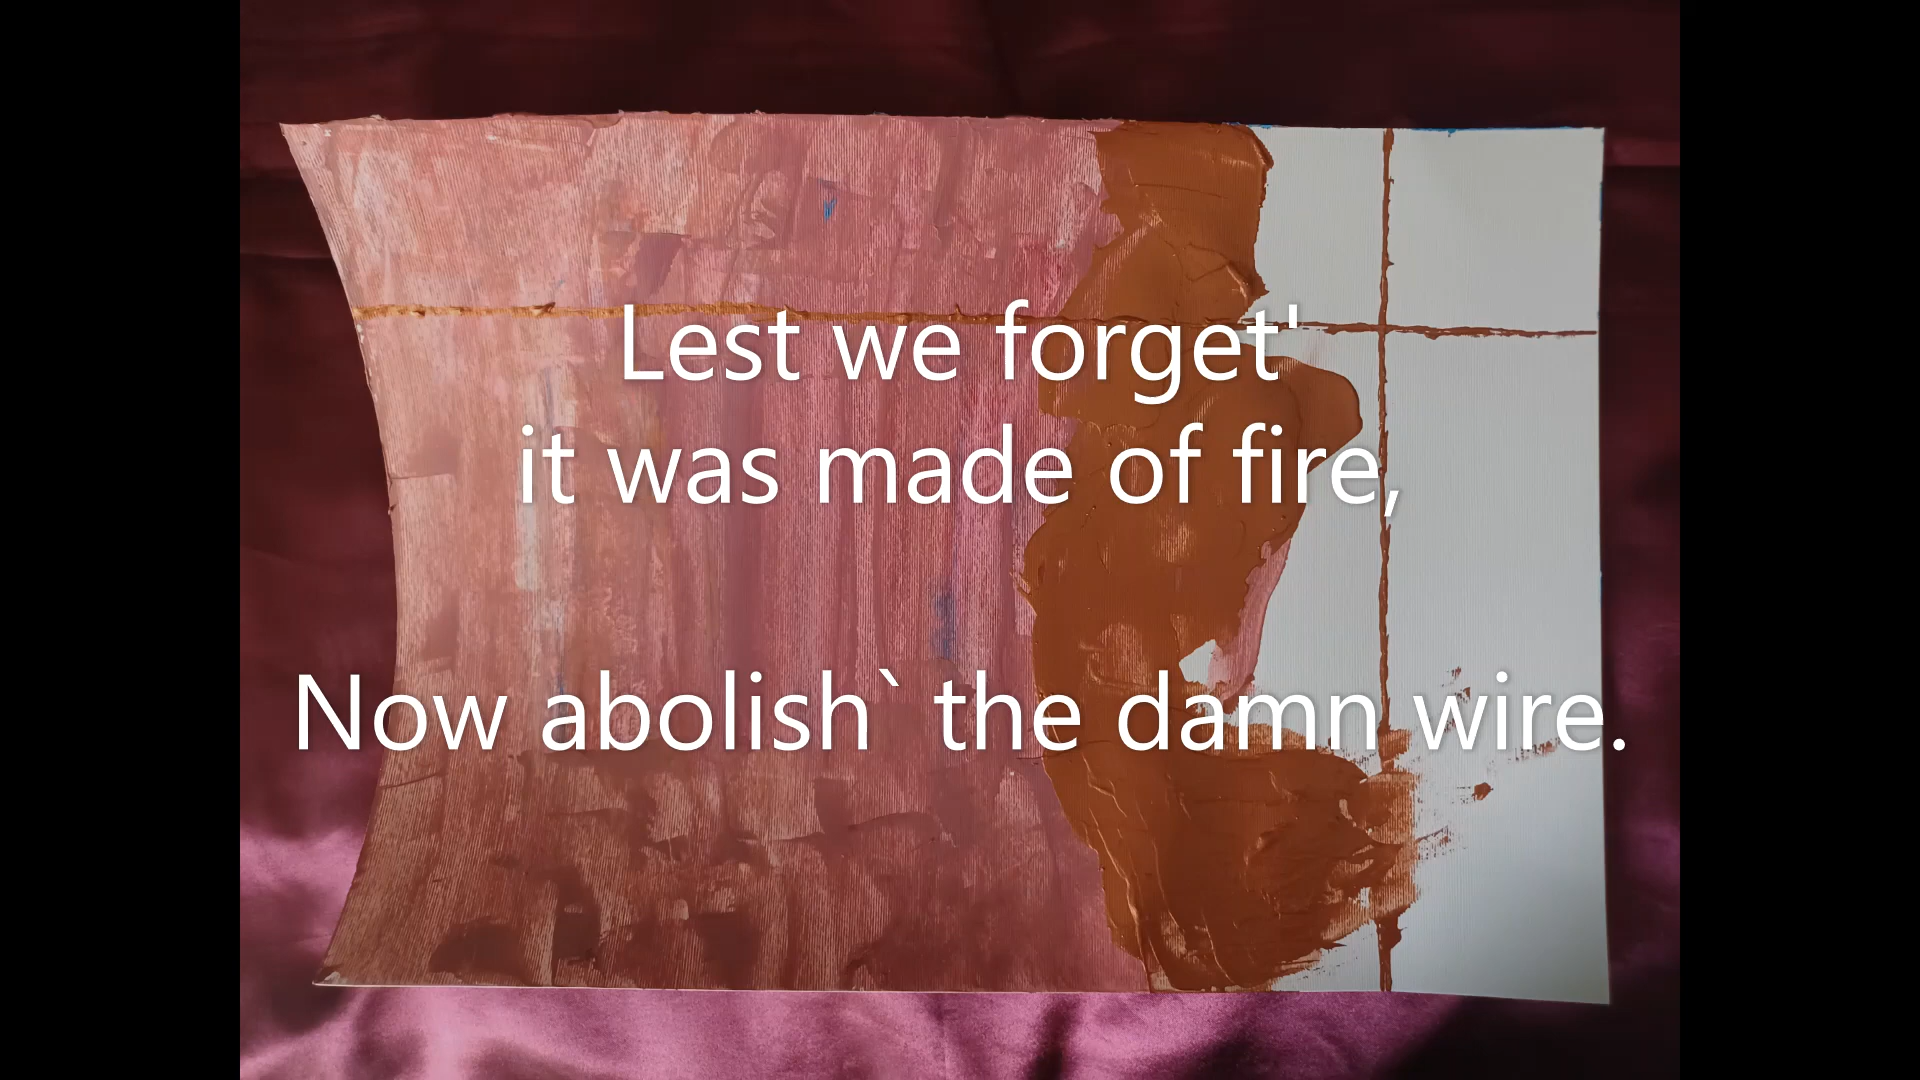 Lest we forget'
it was made of fire,
Now abolish` the damn wire.